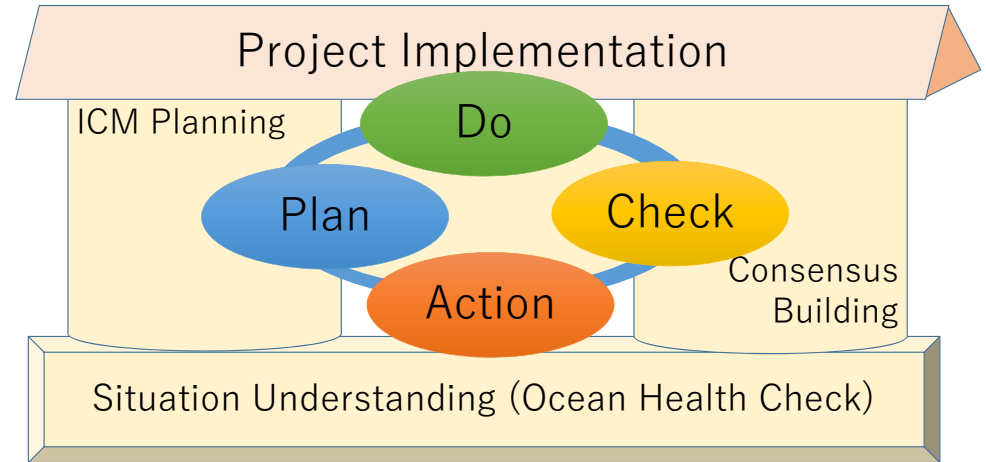 Project Implementation
ICM Planning
Do
Plan
Check
Action
Consensus
Building
Situation Understanding (Ocean Health Check)